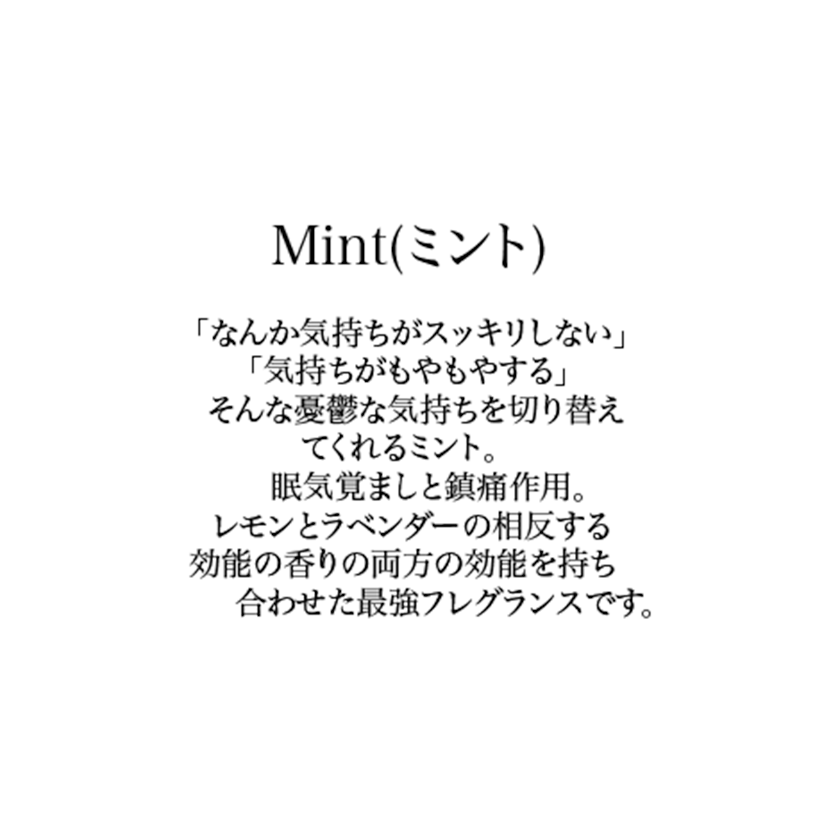 Mint(ミント)
「なんか気持ちがスッキリしない」
「気持ちがもやもやする」
そんな憂鬱な気持ちを切り替え
てくれるミント。
眠気覚ましと鎮痛作用。
レモンとラベンダーの相反する
効能の香りの両方の効能を持ち
合わせた最強フレグランスです。